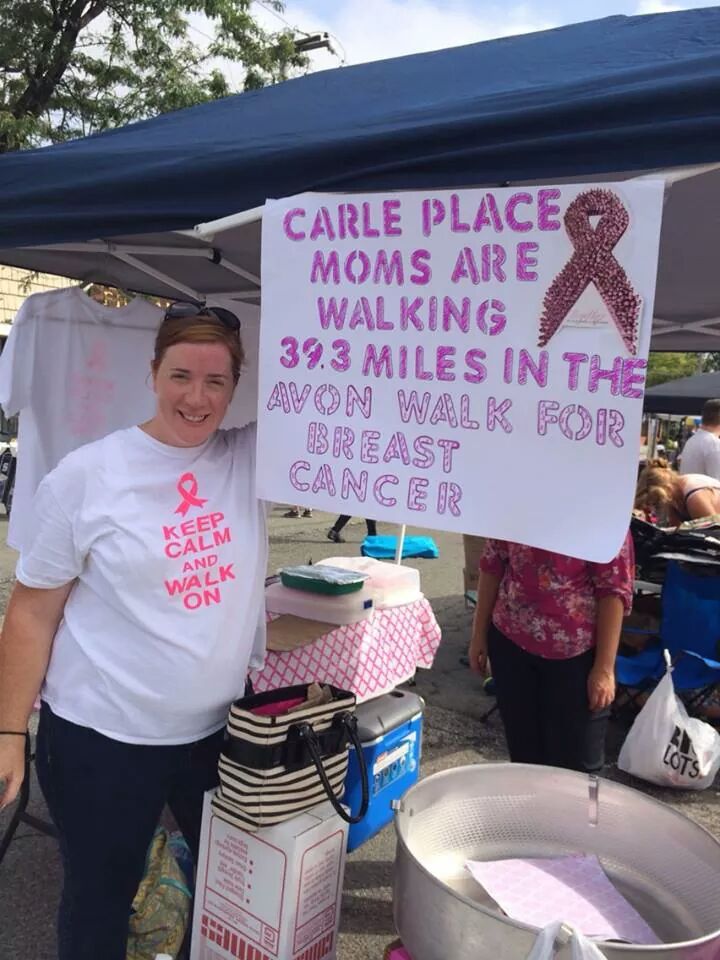 CARLE PLACE
MOMS ARE
WALKING
39.3 MILES IN THE
AVON WALK FOR
BREAST
CANCER
KEEP
CALM
AND
WALK
ON
LOTS